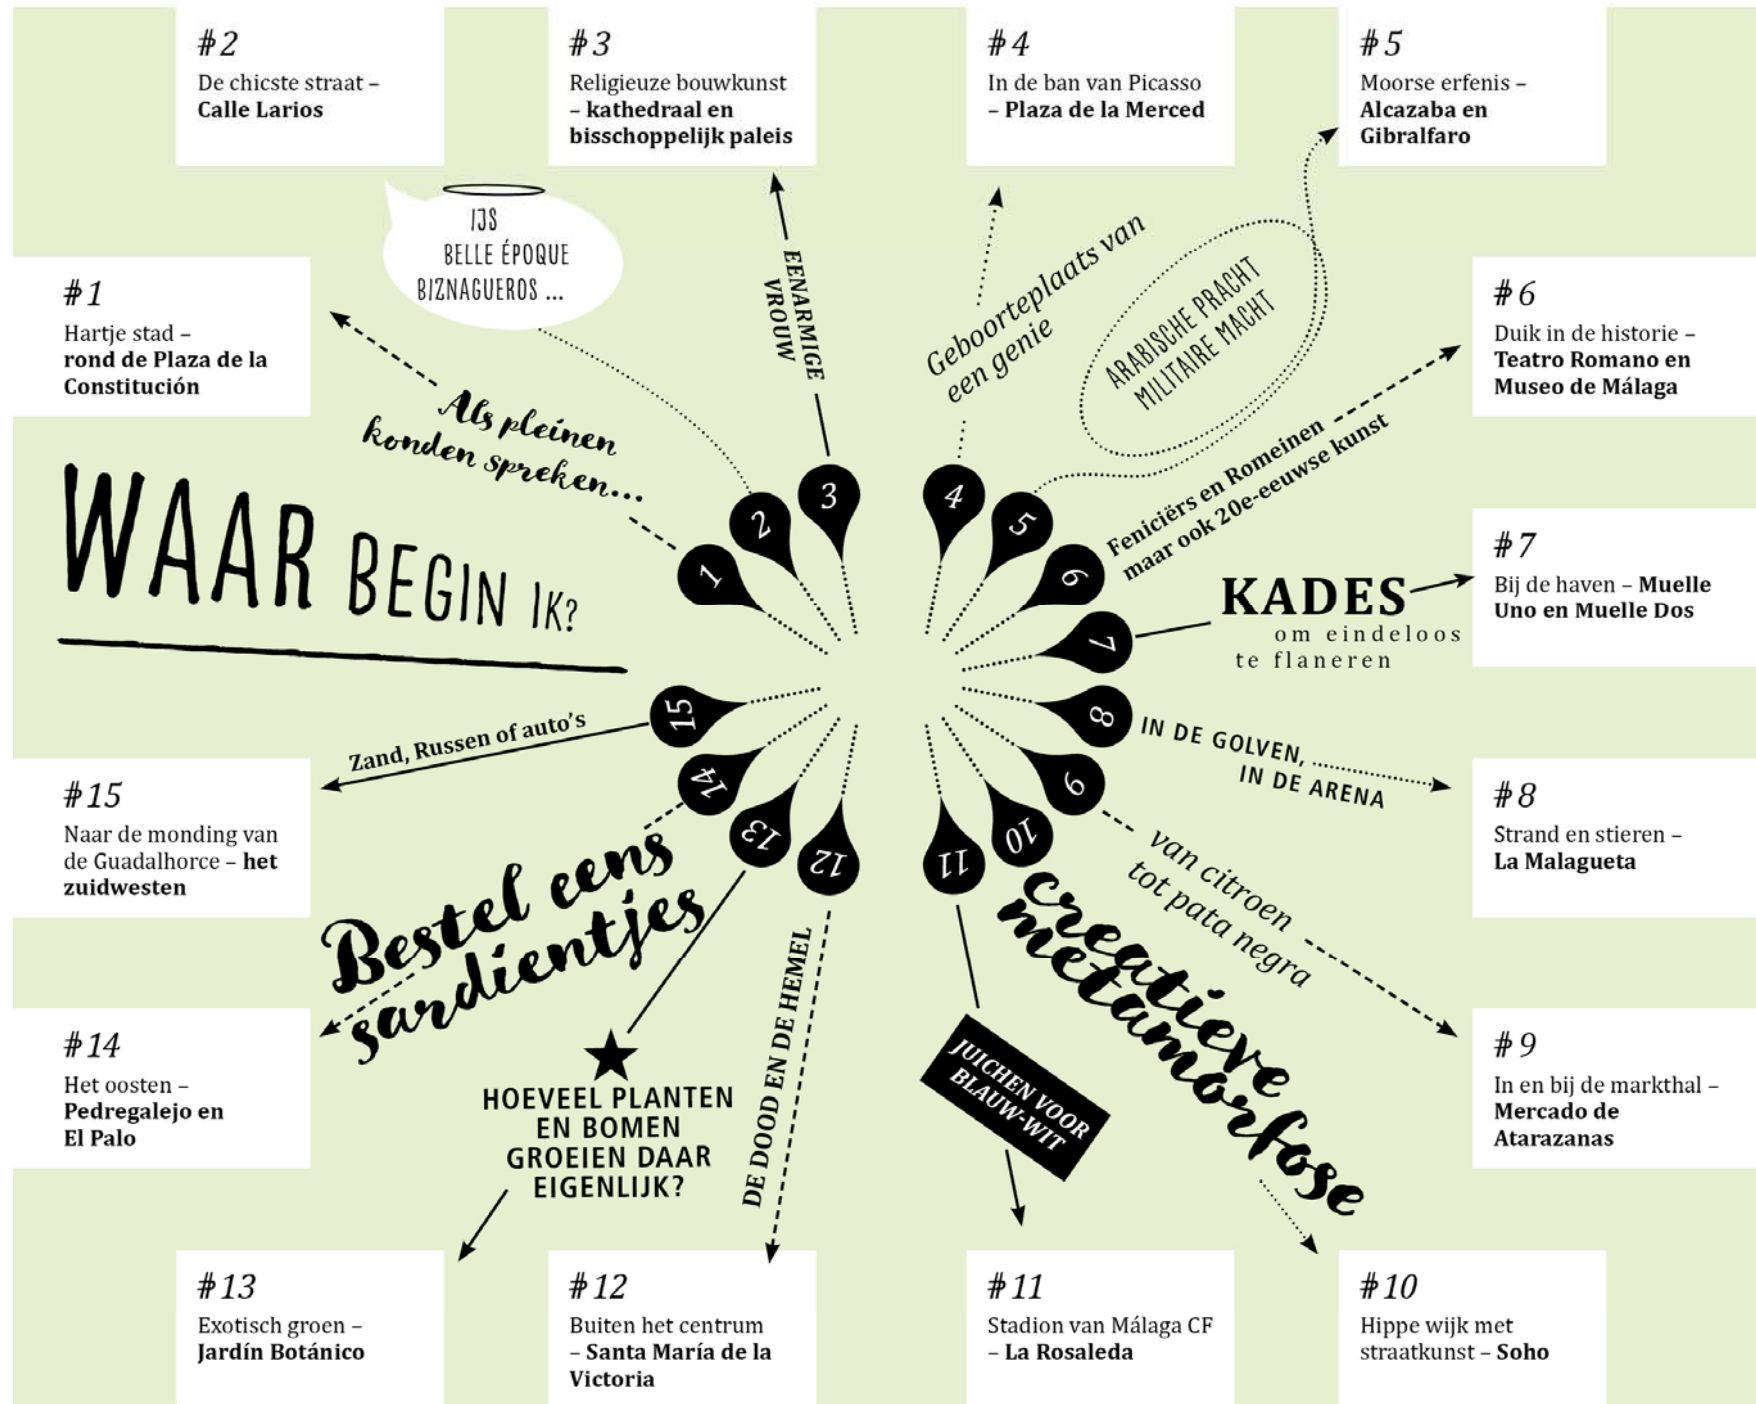 #2
De chicste straat –
Calle Larios
#3
Religieuze bouwkunst
– kathedraal en
bisschoppelijk paleis
#4
In de ban van Picasso
– Plaza de la Merced
#5
Moorse erfenis –
Alcazaba en
Gibralfaro
IJS
BELLE ÉPOQUE
BIZNAGUEROS ...
EENARMIGE
VROUW
Geboorteplaats van
een genie
ARABISCHE PRACHT
MILITAIRE MACHT
#1
Hartje stad –
rond de Plaza de la
Constitución
Als pleinen
konden spreken...
#6
Duik in de historie –
Teatro Romano en
Museo de Málaga
Feniciërs en Romeinen
maar ook 20e-eeuwse kunst
WAAR BEGIN IK?
1
2
3
4
5
6
7
8
9
10
11
12
13
14
15
KADES
om eindeloos
te flaneren
#7
Bij de haven – Muelle
Uno en Muelle Dos
Zand, Russen of auto's
IN DE GOLVEN,
IN DE ARENA
#15
Naar de monding van
de Guadalhorce – het
zuidwesten
#8
Strand en stieren –
La Malagueta
Bestel eens
sardientjes
van citroen
tot pata negra
creatieve
metamorfose
#14
Het oosten –
Pedregalejo en
El Palo
HOEVEEL PLANTEN
EN BOMEN
GROEIEN DAAR
EIGENLIJK?
DE DOOD EN DE HEMEL
JUICHEN VOOR
BLAUW-WIT
#9
In en bij de markthal –
Mercado de
Atarazanas
#13
Exotisch groen –
Jardín Botánico
#12
Buiten het centrum
– Santa María de la
Victoria
#11
Stadion van Málaga CF
– La Rosaleda
#10
Hippe wijk met
straatkunst – Soho